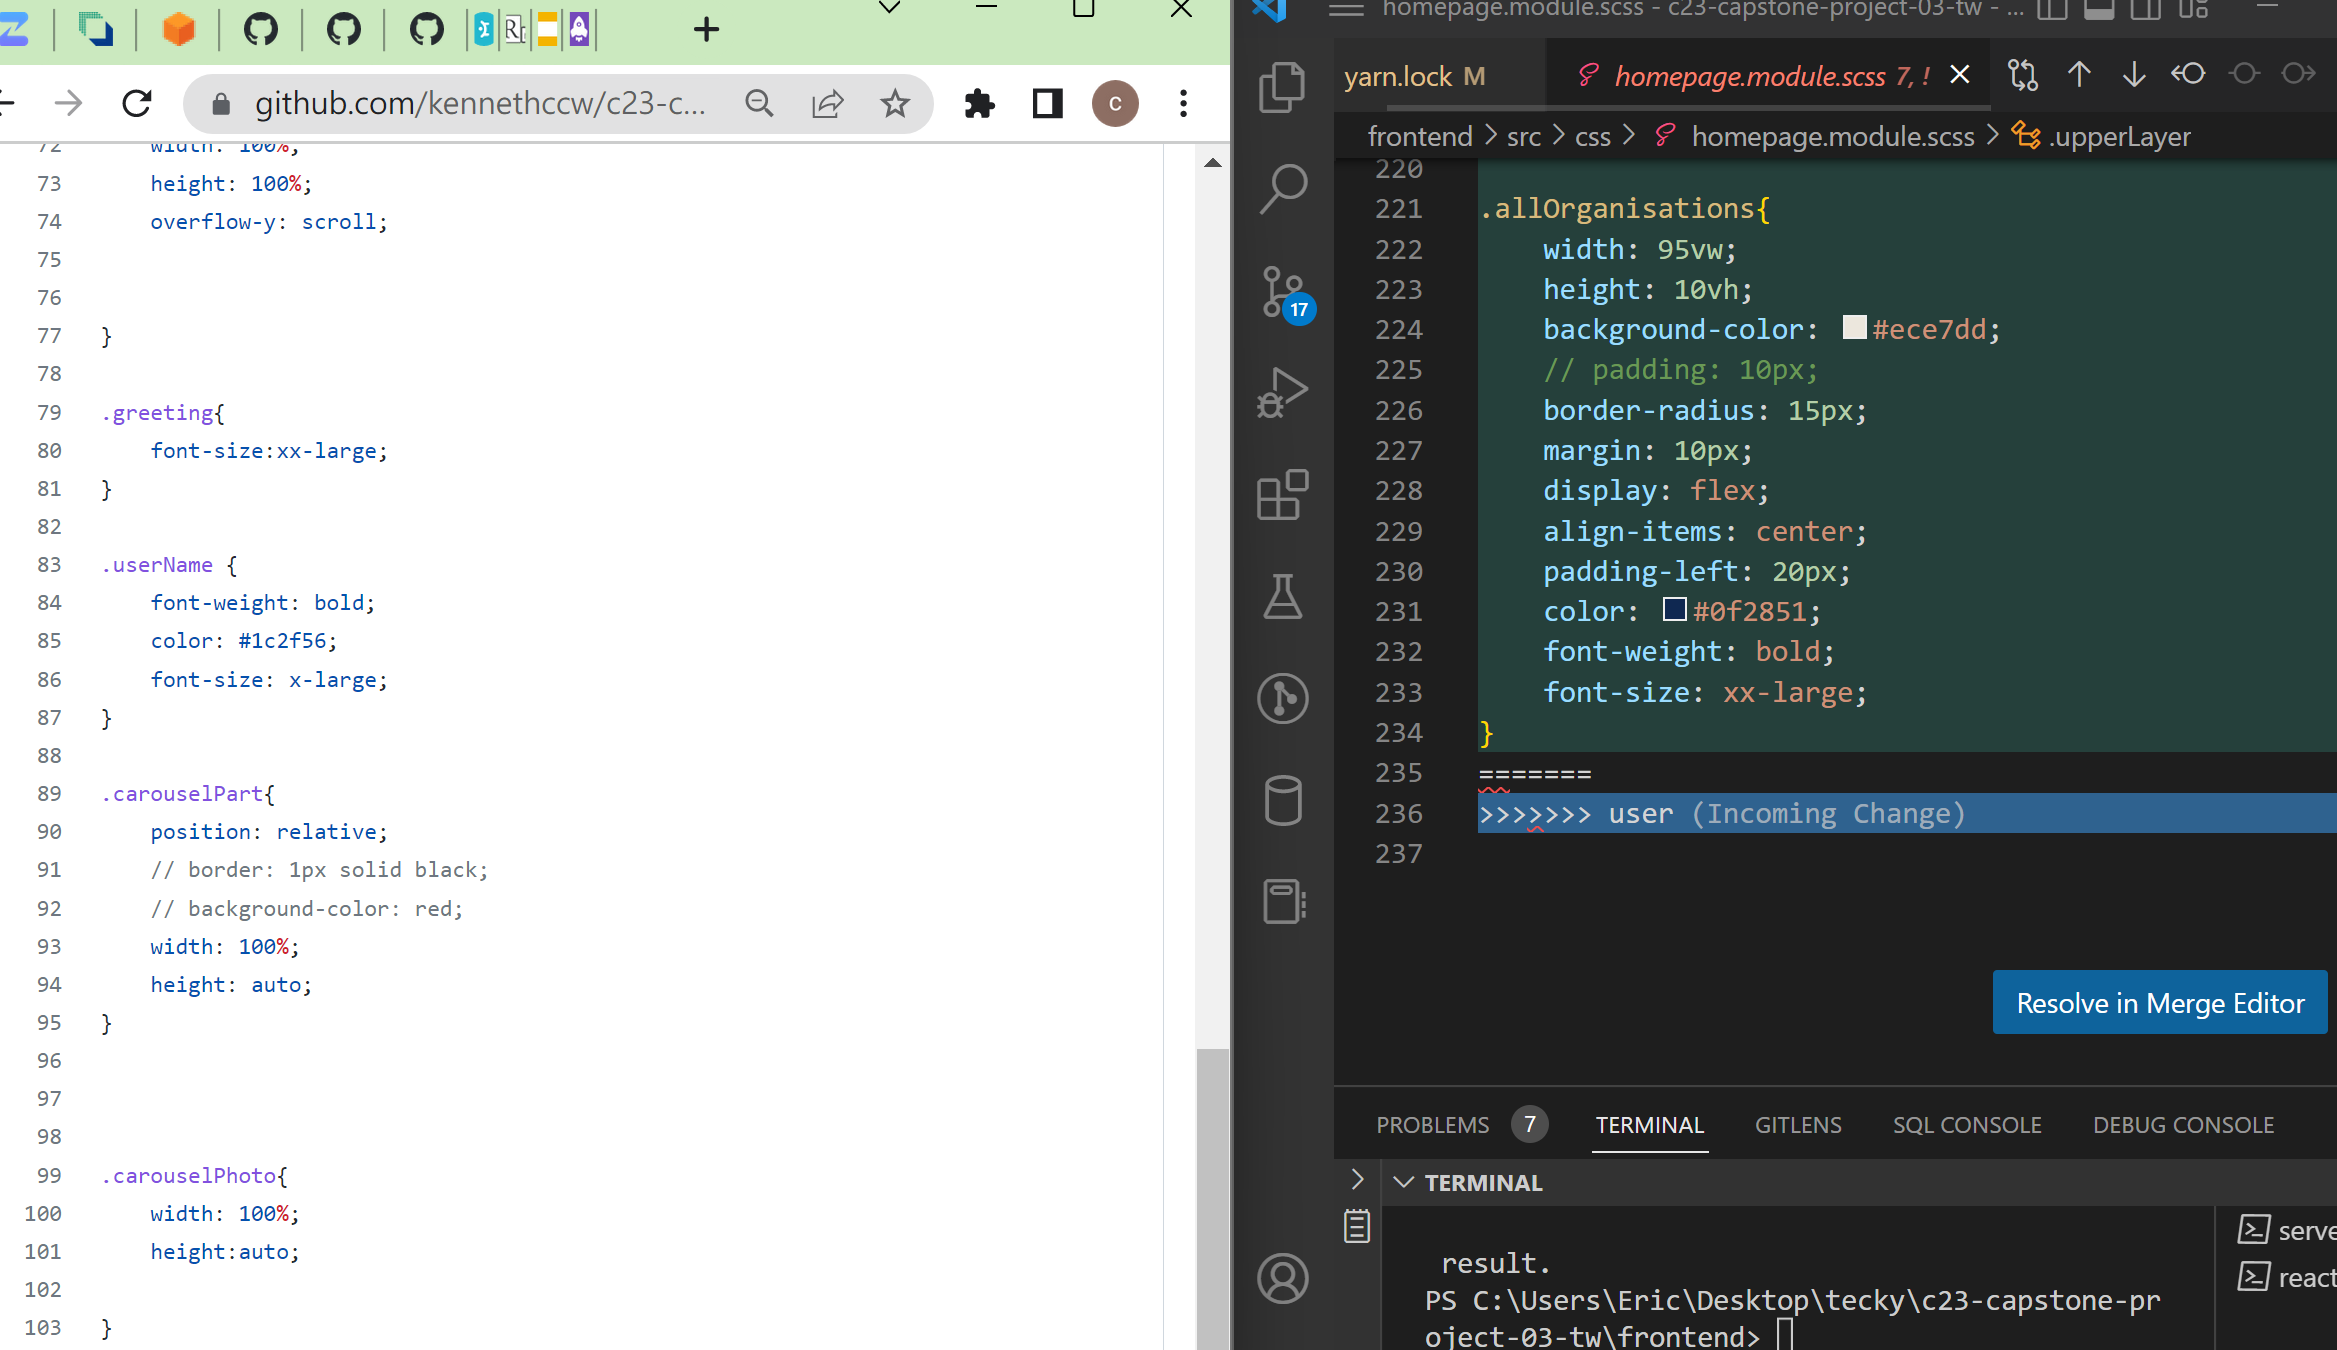 github.com/kennethccw/c23-c...
C
72 width: 100%;
73 height: 100%;
74 overflow-y: scroll;
75
76
77 }
78
79 .greeting{
80 font-size:xx-large;
81 }
82
83 .userName {
84 font-weight: bold;
85 color: #1c2f56;
86 font-size: x-large;
87 }
88
89 .carouselPart{
90 position: relative;
91 // border: 1px solid black;
92 // background-color: red;
93 width: 100%;
94 height: auto;
95 }
96
97
98
99 .carouselPhoto{
100 width: 100%;
101 height:auto;
102
103 }
homepage.module.scss - c23-capstone-project-03-tw - ...
yarn.lock M
homepage.module.scss 7, !
frontend > src > css > homepage.module.scss > .upperLayer
17
220
221 .allOrganisations{
222 width: 95vw;
223 height: 10vh;
224 background-color: #ece7dd;
225 // padding: 10px;
226 border-radius: 15px;
227 margin: 10px;
228 display: flex;
229 align-items: center;
230 padding-left: 20px;
231 color: #0f2851;
232 font-weight: bold;
233 font-size: xx-large;
234 }
235 =======
236 >>>>>>> user (Incoming Change)
237
Resolve in Merge Editor
PROBLEMS 7 TERMINAL GITLENS SQL CONSOLE DEBUG CONSOLE
TERMINAL
result.
PS C:\Users\Eric\Desktop\tecky\c23-capstone-pr
oject-03-tw\frontend>
serve
react